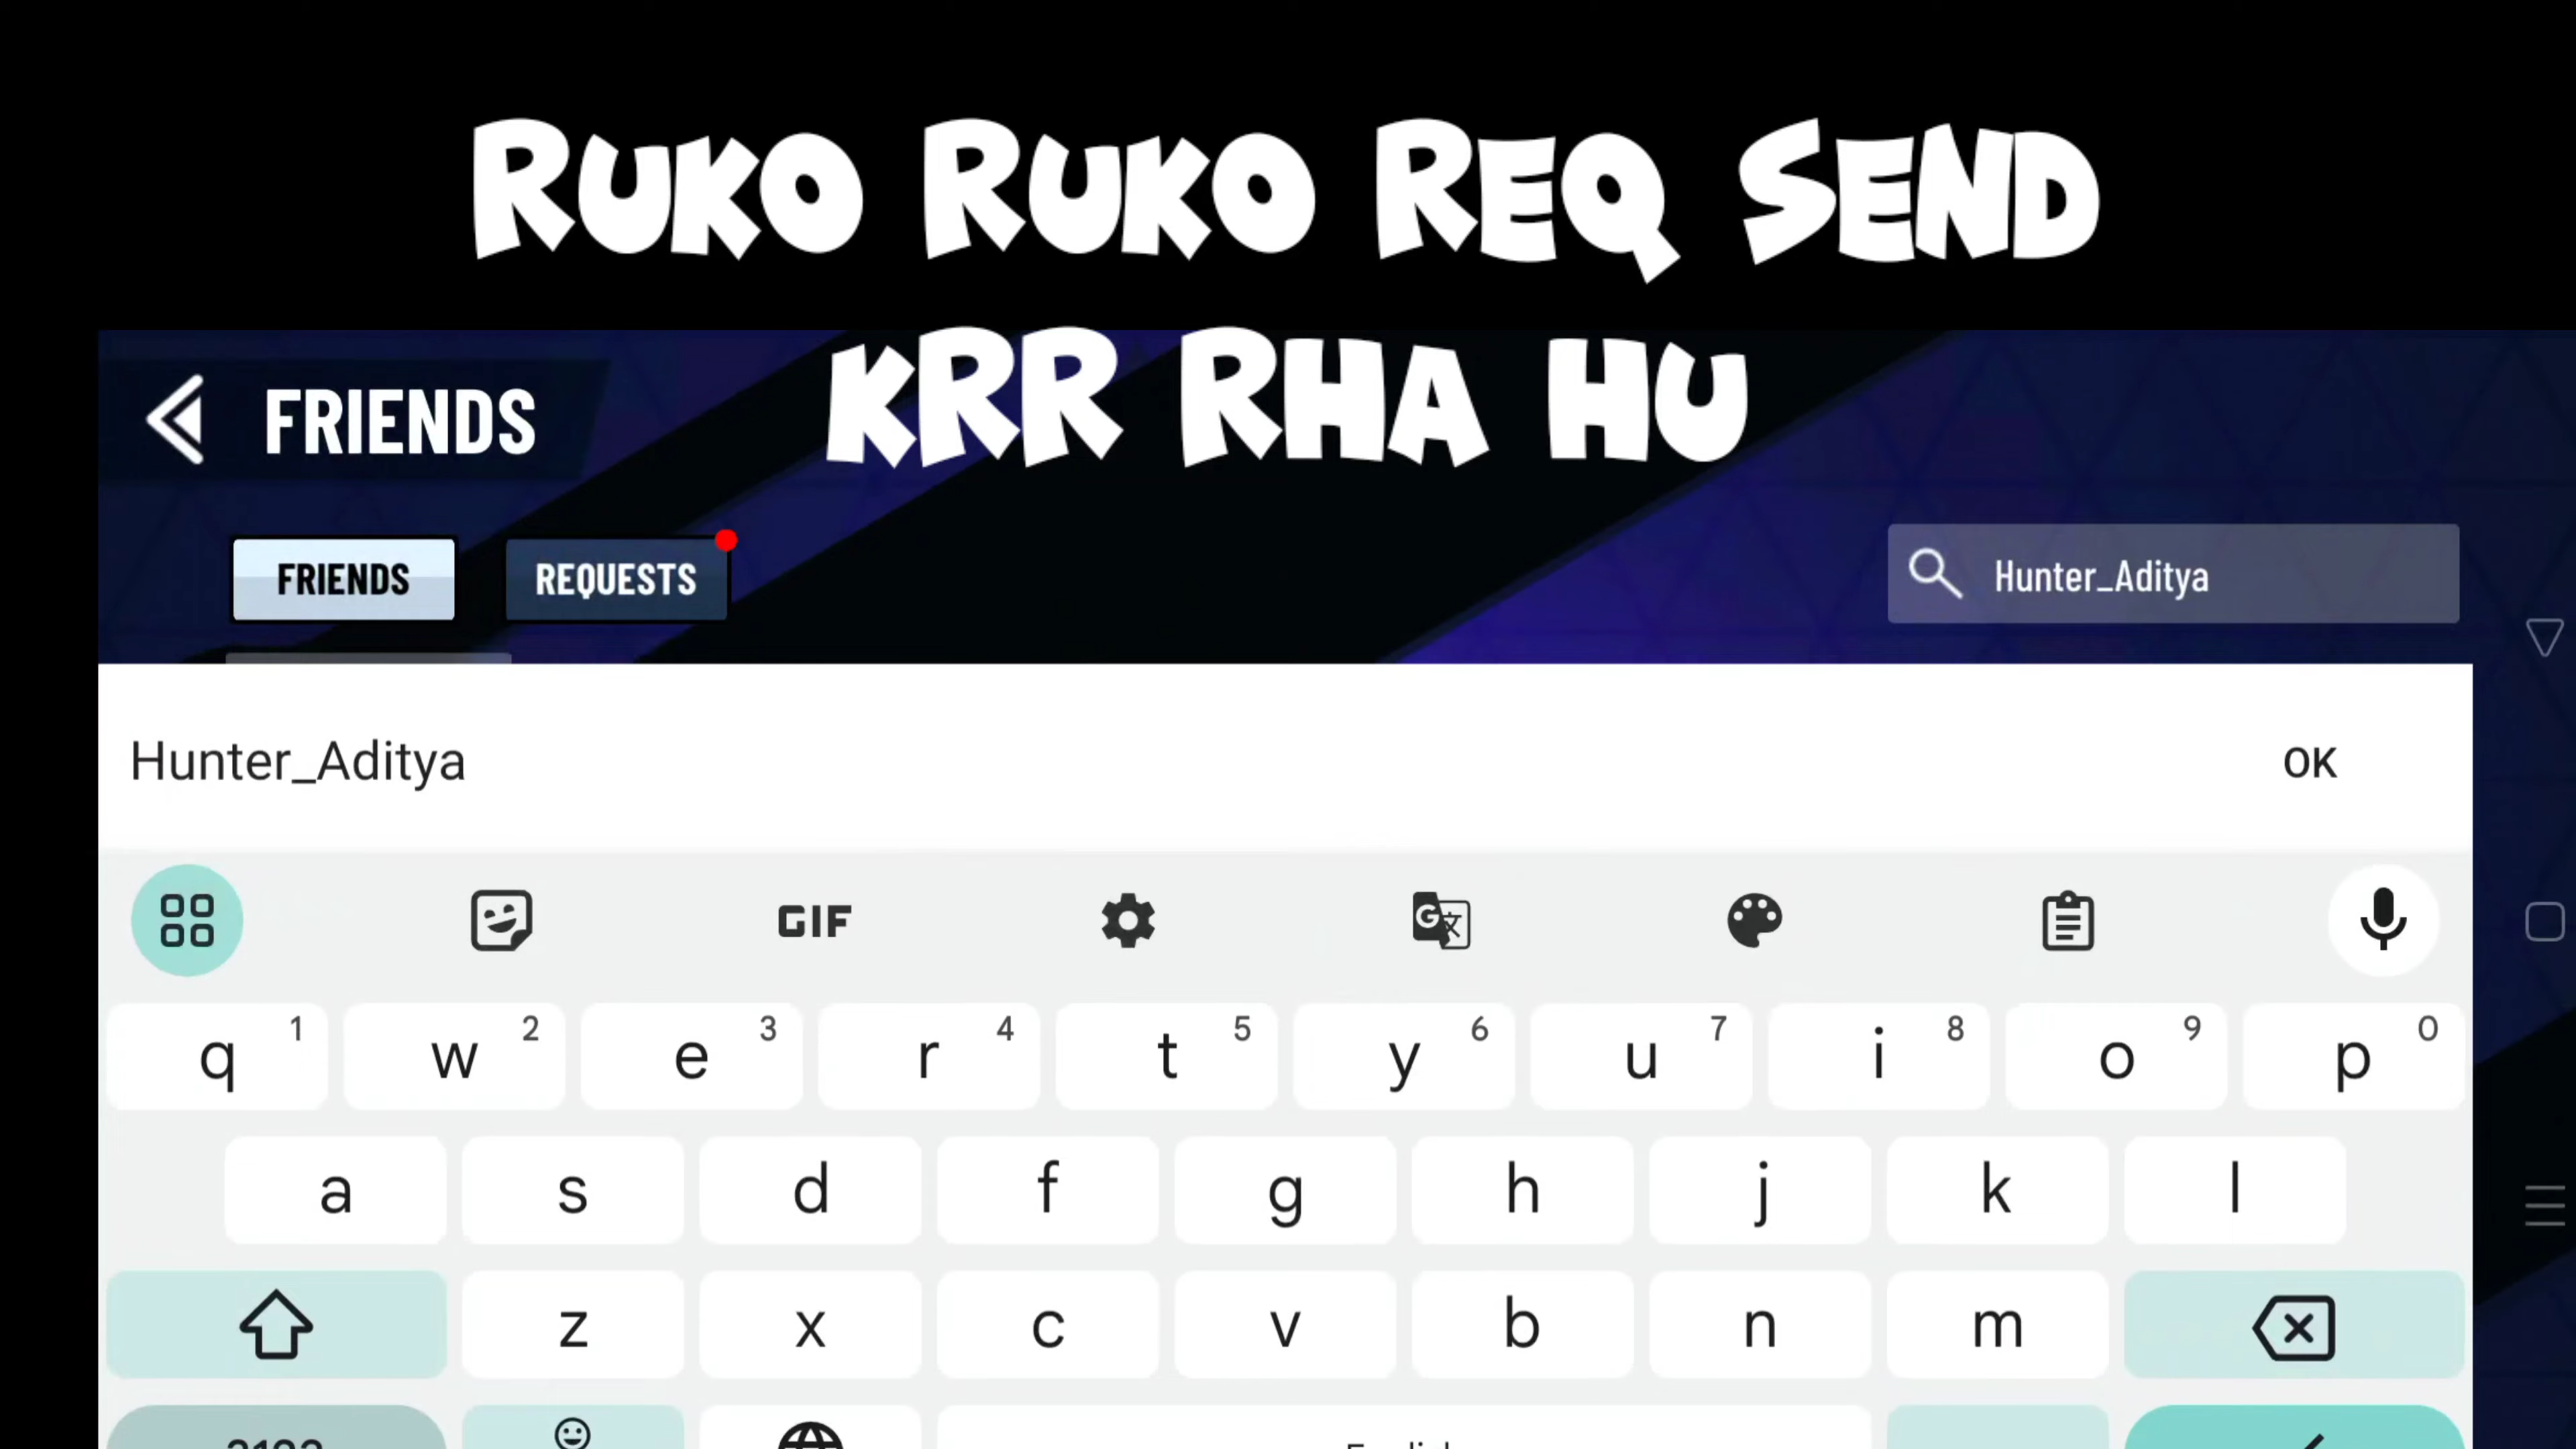 RUKO RUKO REQ SEND
KRR RHA HU
FRIENDS
FRIENDS REQUESTS
Hunter_Aditya
Hunter_Aditya OK
GIF
q 1 w 2 e 3 r 4 t 5 y 6 u 7 i 8 o 9 p 0
a s d f g h j k l
z x c v b n m